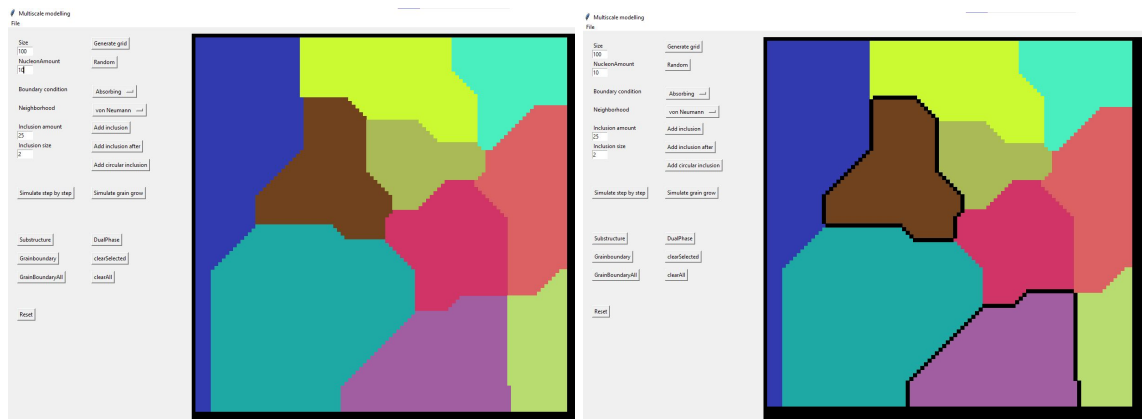 Multiscale modelling
File
Size
100
Generate grid
NucleonAmount
10
Random
Boundary condition
Absorbing
Neighborhood
von Neumann
Inclusion amount
25
Add inclusion
Inclusion size
2
Add inclusion after
Add circular inclusion
Simulate step by step
Simulate grain grow
Substructure
DualPhase
Grainboundary
clearSelected
GrainBoundaryAll
clearAll
Reset
Multiscale modelling
File
Size
100
Generate grid
NucleonAmount
10
Random
Boundary condition
Absorbing
Neighborhood
von Neumann
Inclusion amount
25
Add inclusion
Inclusion size
2
Add inclusion after
Add circular inclusion
Simulate step by step
Simulate grain grow
Substructure
DualPhase
Grainboundary
clearSelected
GrainBoundaryAll
clearAll
Reset